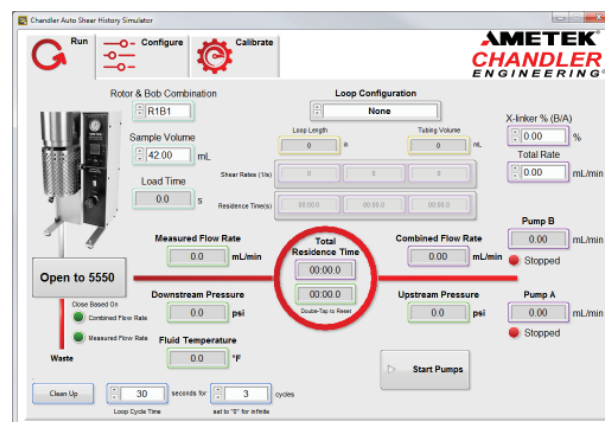 Chandler Auto Shear History Simulator
Run
Configure
Calibrate
AMETEK®
CHANDLER
ENGINEERING®
Rotor & Bob Combination
R1B1
Loop Configuration
None
X-linker % (B/A)
0.00 %
Sample Volume
42.00 mL
Loop Length
Tubing Volume
0 in
0 mL
Total Rate
0.00 mL/min
Load Time
0.0 s
Shear Rates (1/s)
0 0 0
Residence Time(s)
00:00.0 00:00.0 00:00.0
Pump B
0.00 mL/min
Stopped
Measured Flow Rate
0.0 mL/min
Total
Residence Time
00:00.0
00:00.0
Double-Tap to Reset
Combined Flow Rate
0.00 mL/min
Open to 5550
Close Based On
Combined Flow Rate
Measured Flow Rate
Waste
Downstream Pressure
0.0 psi
Upstream Pressure
0.0 psi
Pump A
0.00 mL/min
Stopped
Fluid Temperature
0.0 °F
Start Pumps
Clean Up
30 seconds for 3 cycles
Loop Cycle Time
set to "0" for infinite